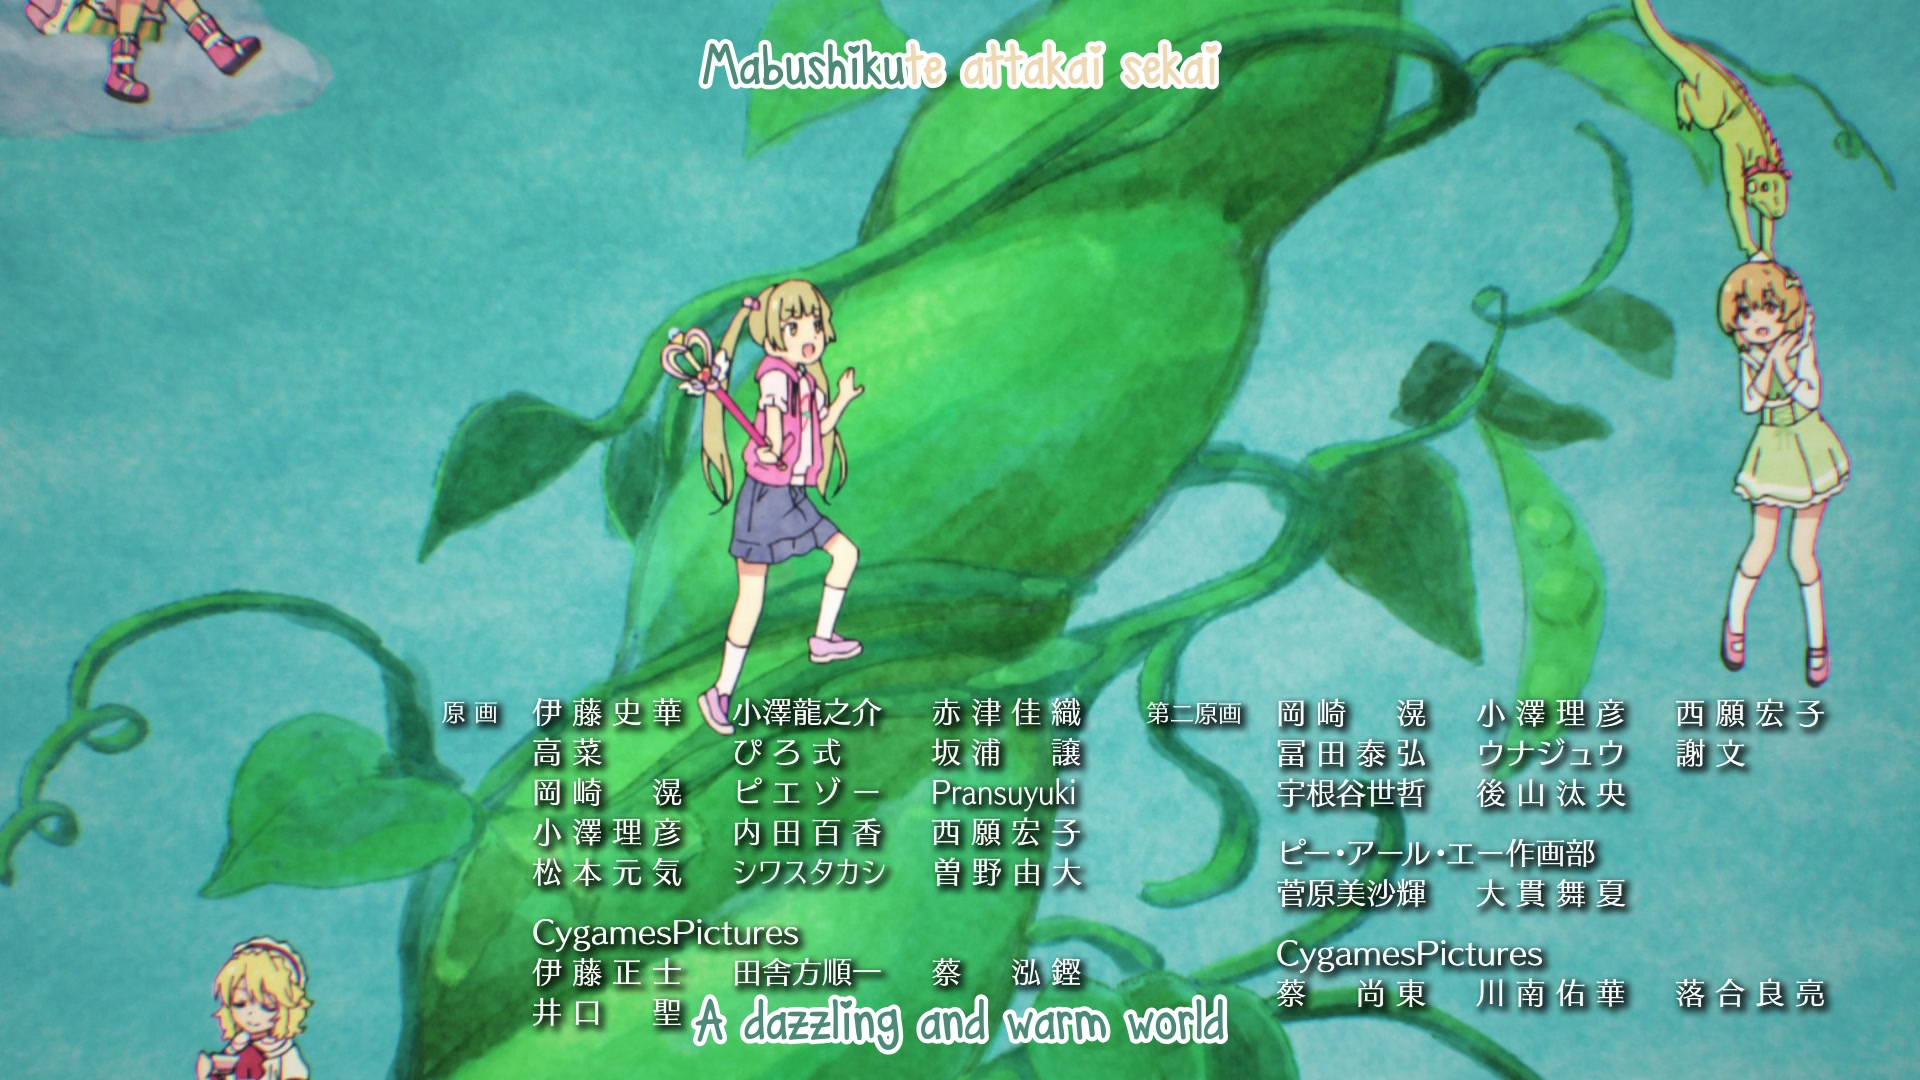 Mabushikute attakai sekai
原画 伊藤史華 小澤龍之介 赤津佳織
高菜 ぴろ式 坂浦 譲
岡崎 滉 ピエゾー Pransuyuki
小澤理彦 内田百香 西願宏子
松本元気 シワスタカシ 曽野由大
CygamesPictures
伊藤正士 田舎方順一 蔡 泓鏗
井口 聖
第二原画 岡崎 滉 小澤理彦 西願宏子
冨田泰弘 ウナジュウ 謝文
宇根谷世哲 後山汰央
ピー・アール・エー作画部
菅原美沙輝 大貫舞夏
CygamesPictures
蔡 尚東 川南佑華 落合良亮
A dazzling and warm world